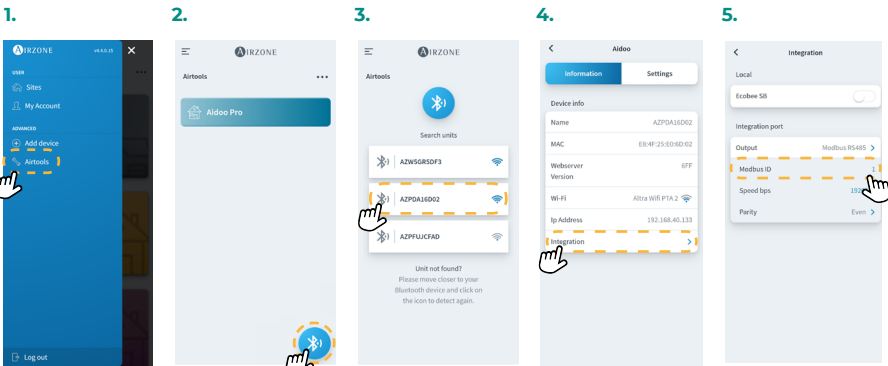 1.
AIRZONE
v4.4.0.15
USER
Sites
My Account
ADVANCED
Add device
Airtools
Log out
2.
AIRZONE
Airtools
Aidoo Pro
3.
AIRZONE
Airtools
Search units
AZW5GRSDF3
AZPDA16D02
AZPFUJCFAD
Unit not found?
Please move closer to your
Bluetooth device and click on
the icon to detect again.
4.
Aidoo
Information Settings
Device info
Name AZPDA16D02
MAC E8:4F:25:E0:6D:02
Webserver 6FF
Version
Wi-Fi Altra Wifi PTA 2
Ip Address 192.168.40.133
Integration
5.
Integration
Local
Ecobee SB
Integration port
Output Modbus RS485
Modbus ID 1
Speed bps
Parity Even